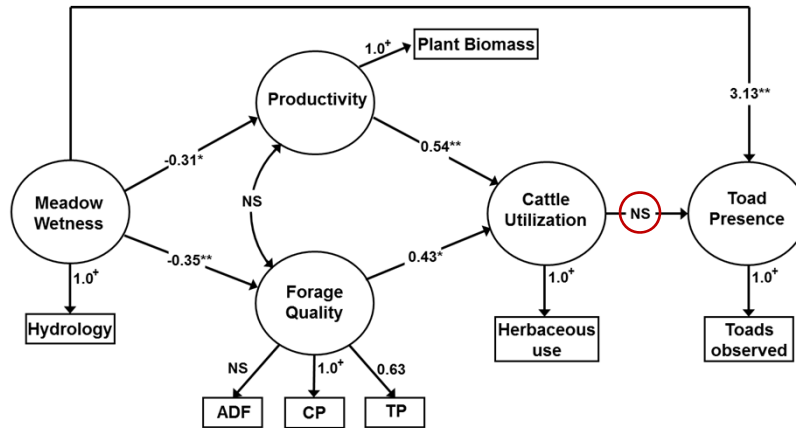 1.0+
Plant Biomass
Productivity
3.13**
-0.31*
0.54**
Meadow
Wetness
NS
Cattle
Utilization
NS
Toad
Presence
-0.35**
0.43*
1.0+
Forage
Quality
1.0+
1.0+
Hydrology
Herbaceous
use
Toads
observed
NS
1.0+
0.63
ADF
CP
TP